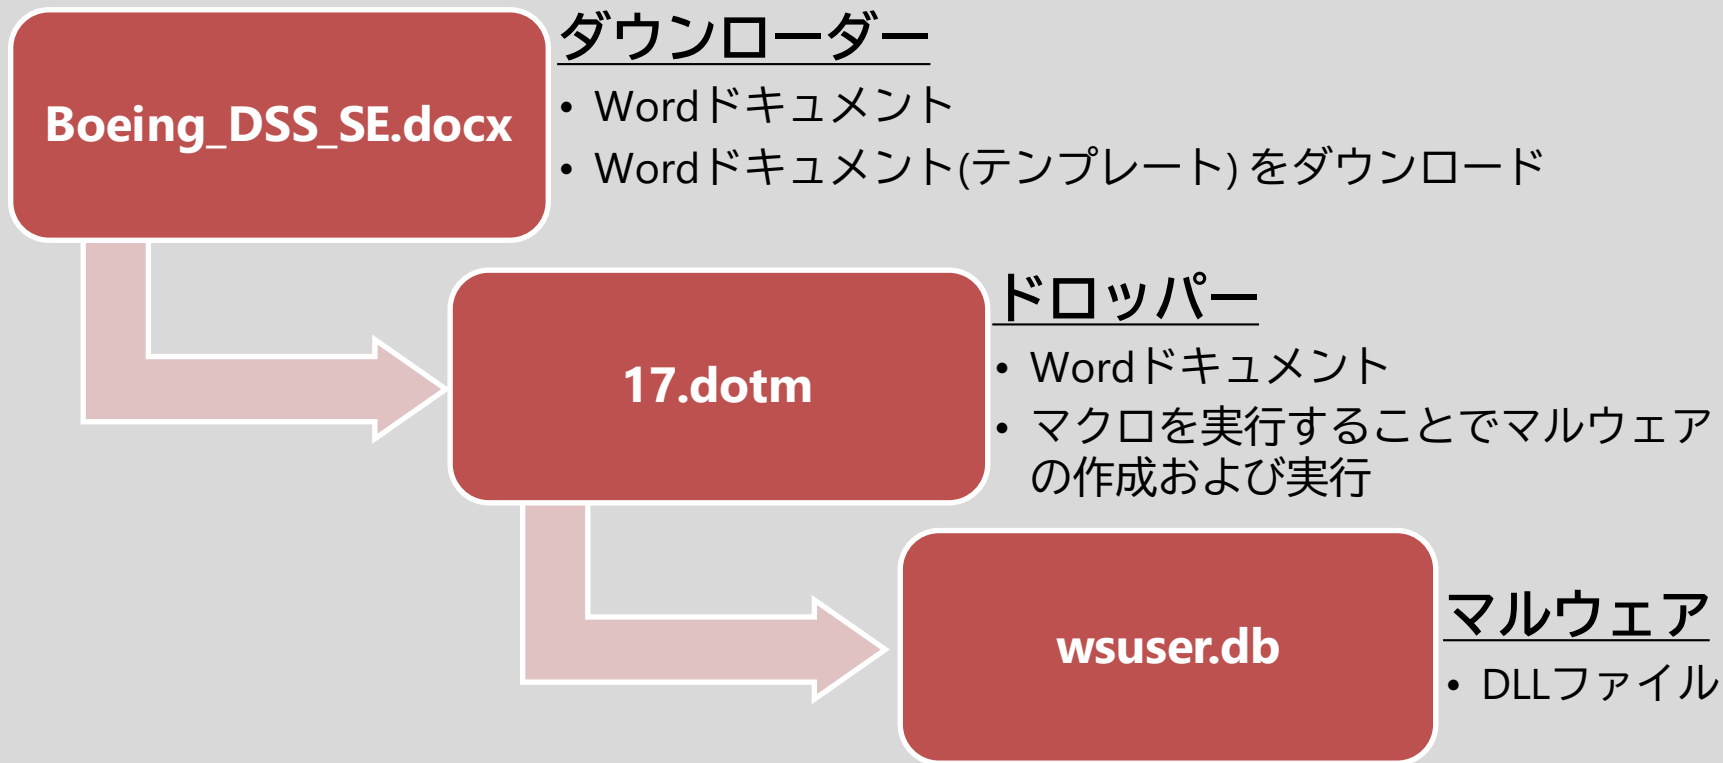 Boeing_DSS_SE.docx
ダウンローダー
• Wordドキュメント
• Wordドキュメント(テンプレート) をダウンロード
17.dotm
ドロッパー
• Wordドキュメント
• マクロを実行することでマルウェア
の作成および実行
wsuser.db
マルウェア
• DLLファイル